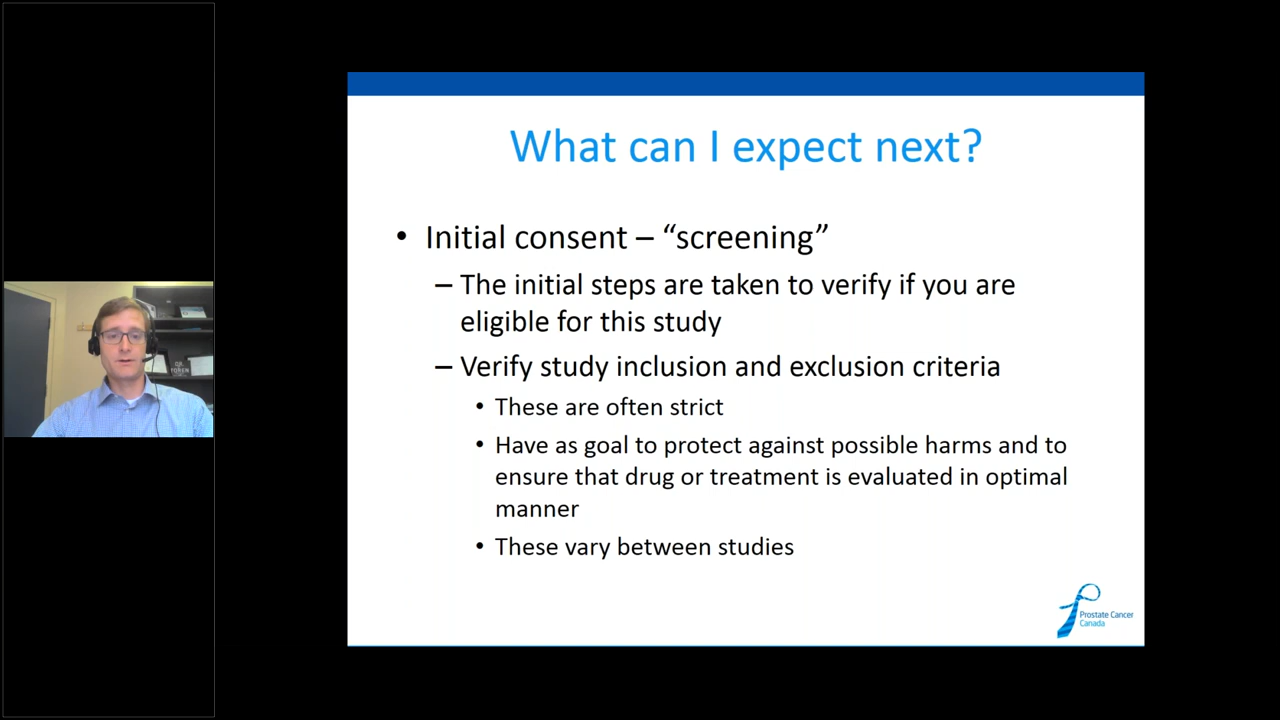 What can I expect next?
• Initial consent – “screening”
– The initial steps are taken to verify if you are
eligible for this study
– Verify study inclusion and exclusion criteria
• These are often strict
• Have as goal to protect against possible harms and to
ensure that drug or treatment is evaluated in optimal
manner
• These vary between studies
Prostate Cancer
Canada
DR.